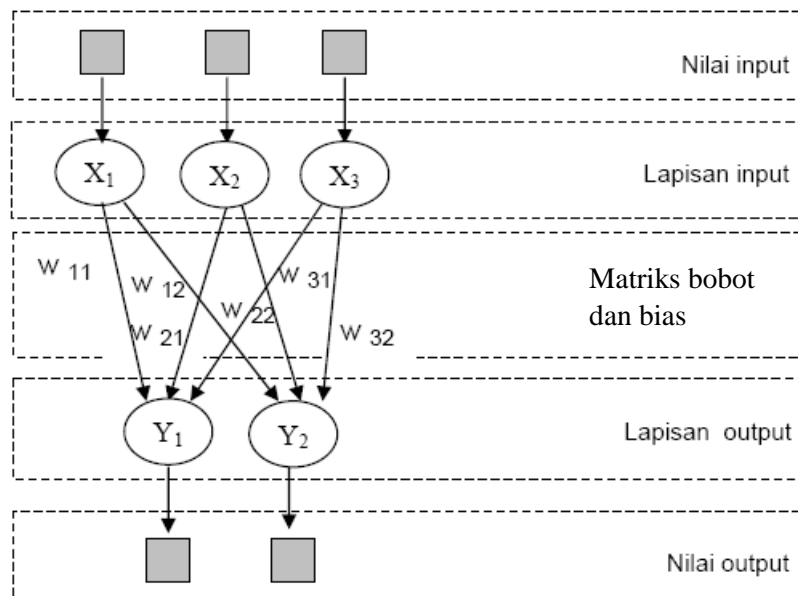 Nilai input
X1 X2 X3
Lapisan input
W 11
W 12
W 21
W 22
W 31
W 32
Matriks bobot
dan bias
Y1 Y2
Lapisan output
Nilai output